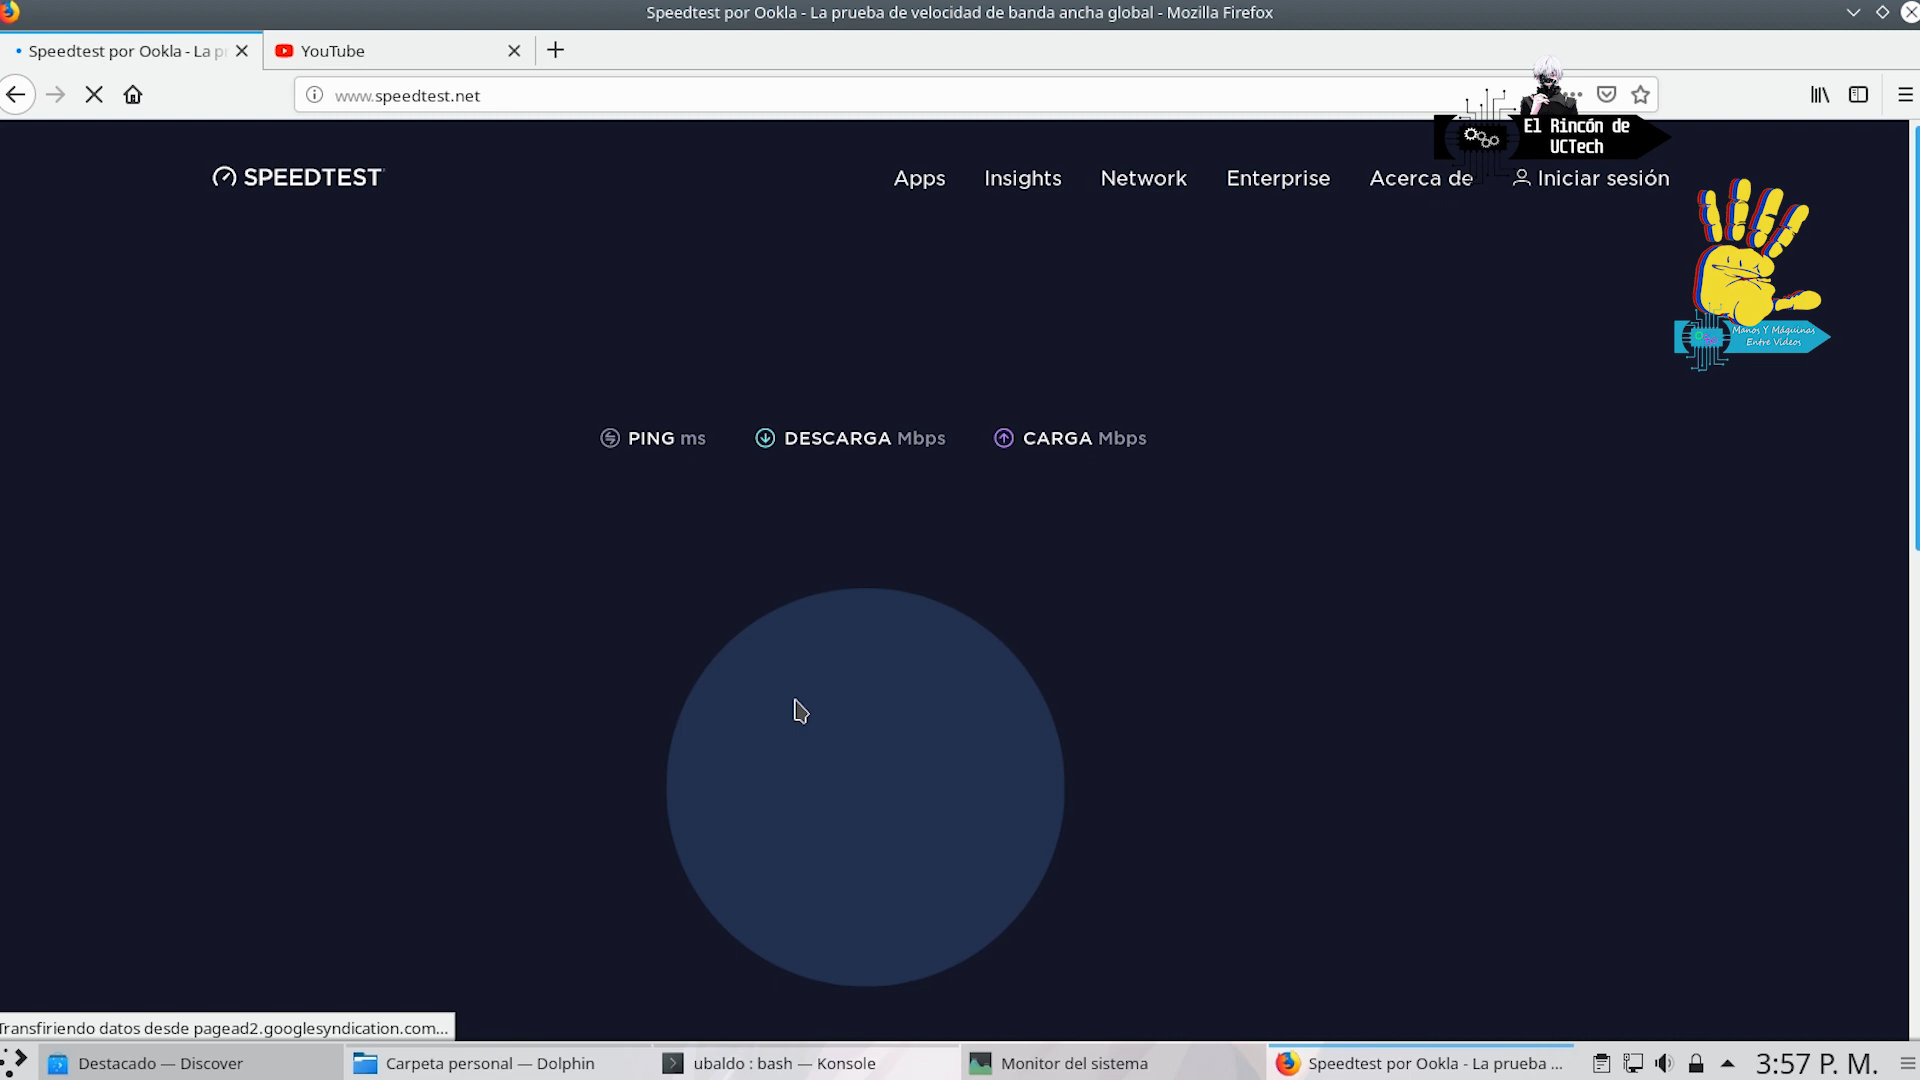 Speedtest por Ookla - La prueba de velocidad de banda ancha global - Mozilla Firefox
Speedtest por Ookla - La pr
YouTube
www.speedtest.net
El Rincón de
UCTech
SPEEDTEST
Apps
Insights
Network
Enterprise
Acerca de
Iniciar sesión
Manos Y Máquinas
Entre Videos
PING ms
DESCARGA Mbps
CARGA Mbps
Transfiriendo datos desde pagead2.googlesyndication.com...
Destacado — Discover
Carpeta personal — Dolphin
ubaldo : bash — Konsole
Monitor del sistema
Speedtest por Ookla - La prueba ...
3:57 P. M.